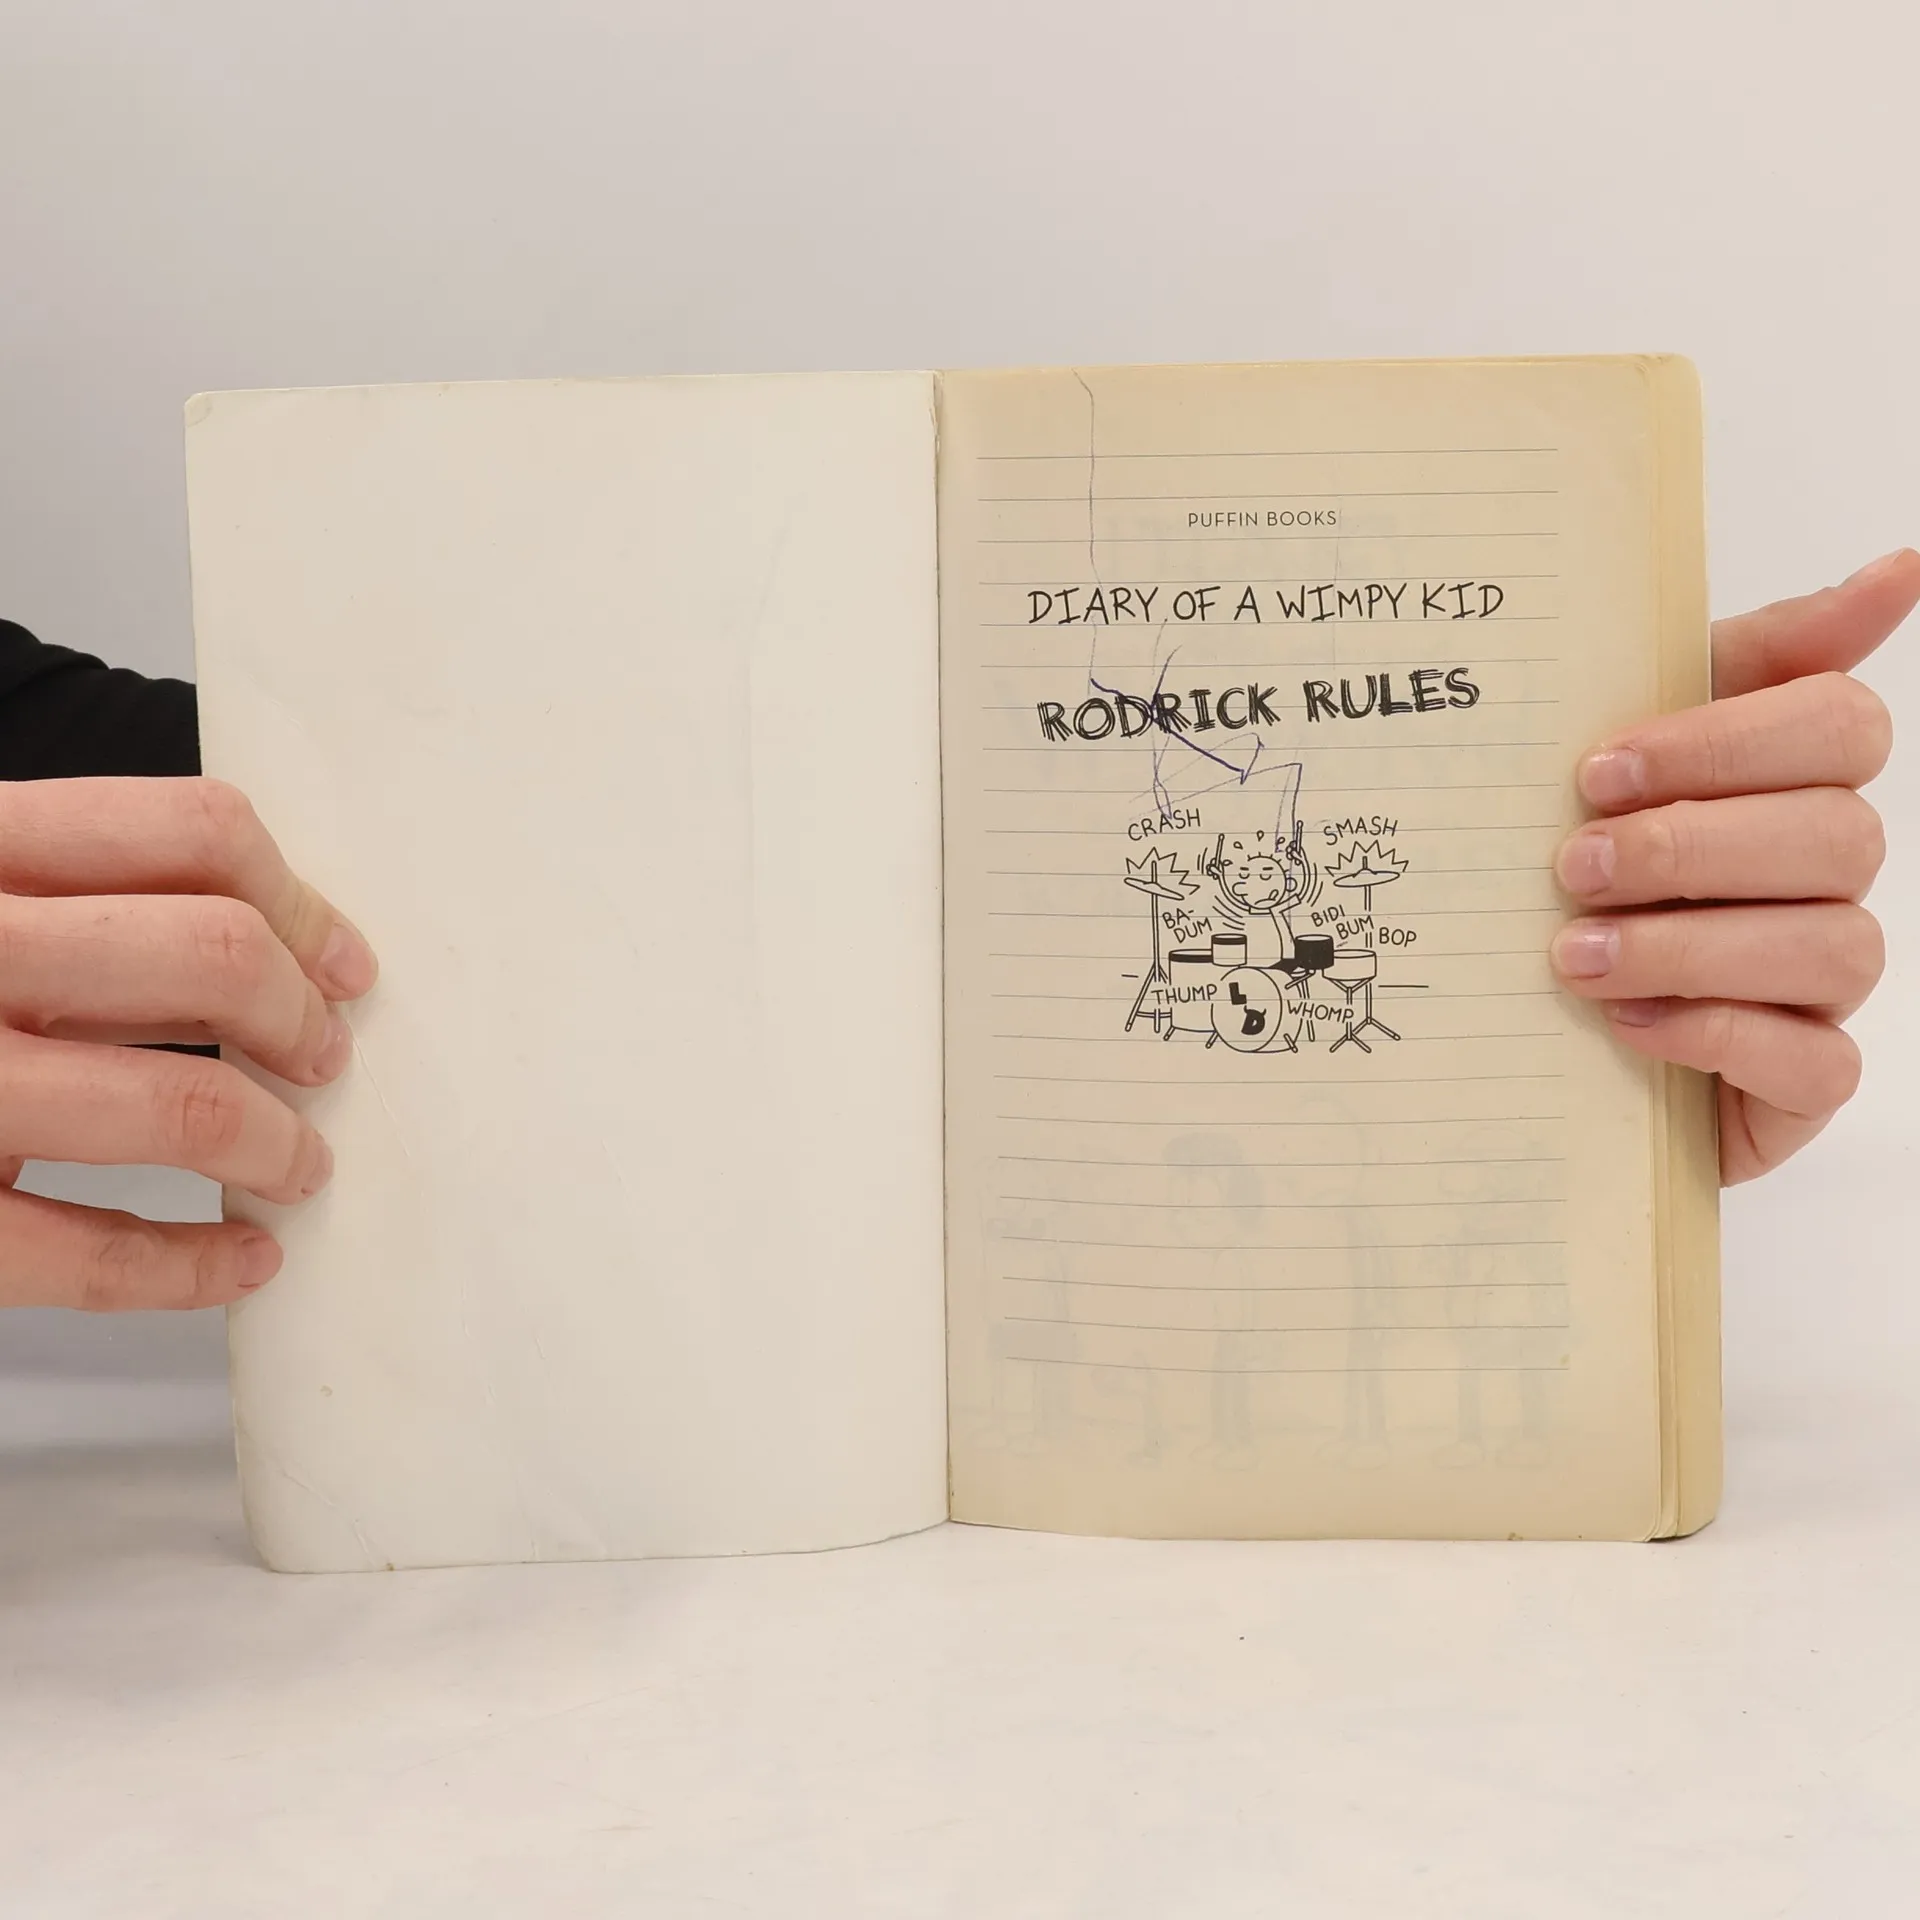 PUFFIN BOOKS
DIARY OF A WIMPY KID
RODRICK RULES
CRASH
SMASH
BA-
DUM
BIDI
BUM
BOP
THUMP
L
D
WHOMP